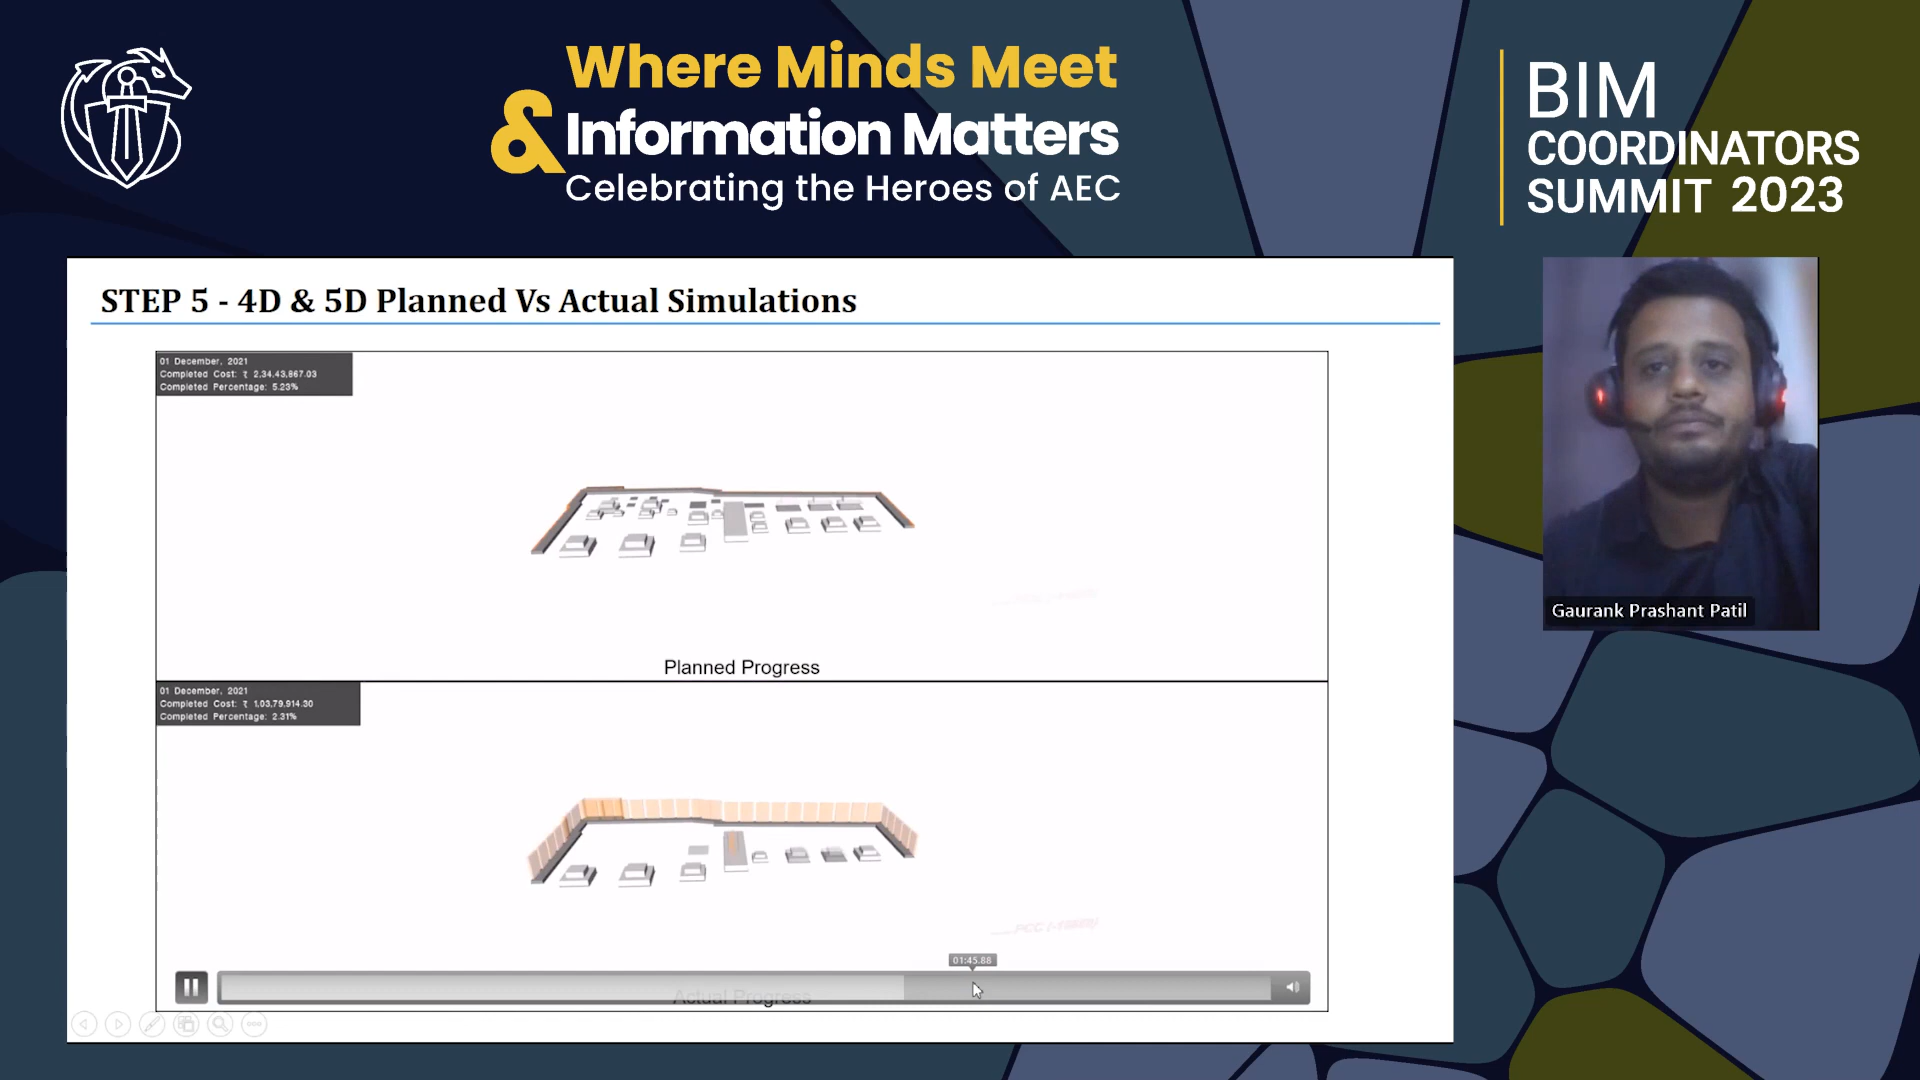 Where Minds Meet
& Information Matters
Celebrating the Heroes of AEC
BIM
COORDINATORS
SUMMIT 2023
STEP 5 - 4D & 5D Planned Vs Actual Simulations
01 December, 2021
Completed Cost: ₹ 2,34,43,867.03
Completed Percentage: 5.23%
Planned Progress
01 December, 2021
Completed Cost: ₹ 1,03,79,914.30
Completed Percentage: 2.31%
01:45.88
Actual Progress
Gaurank Prashant Patil